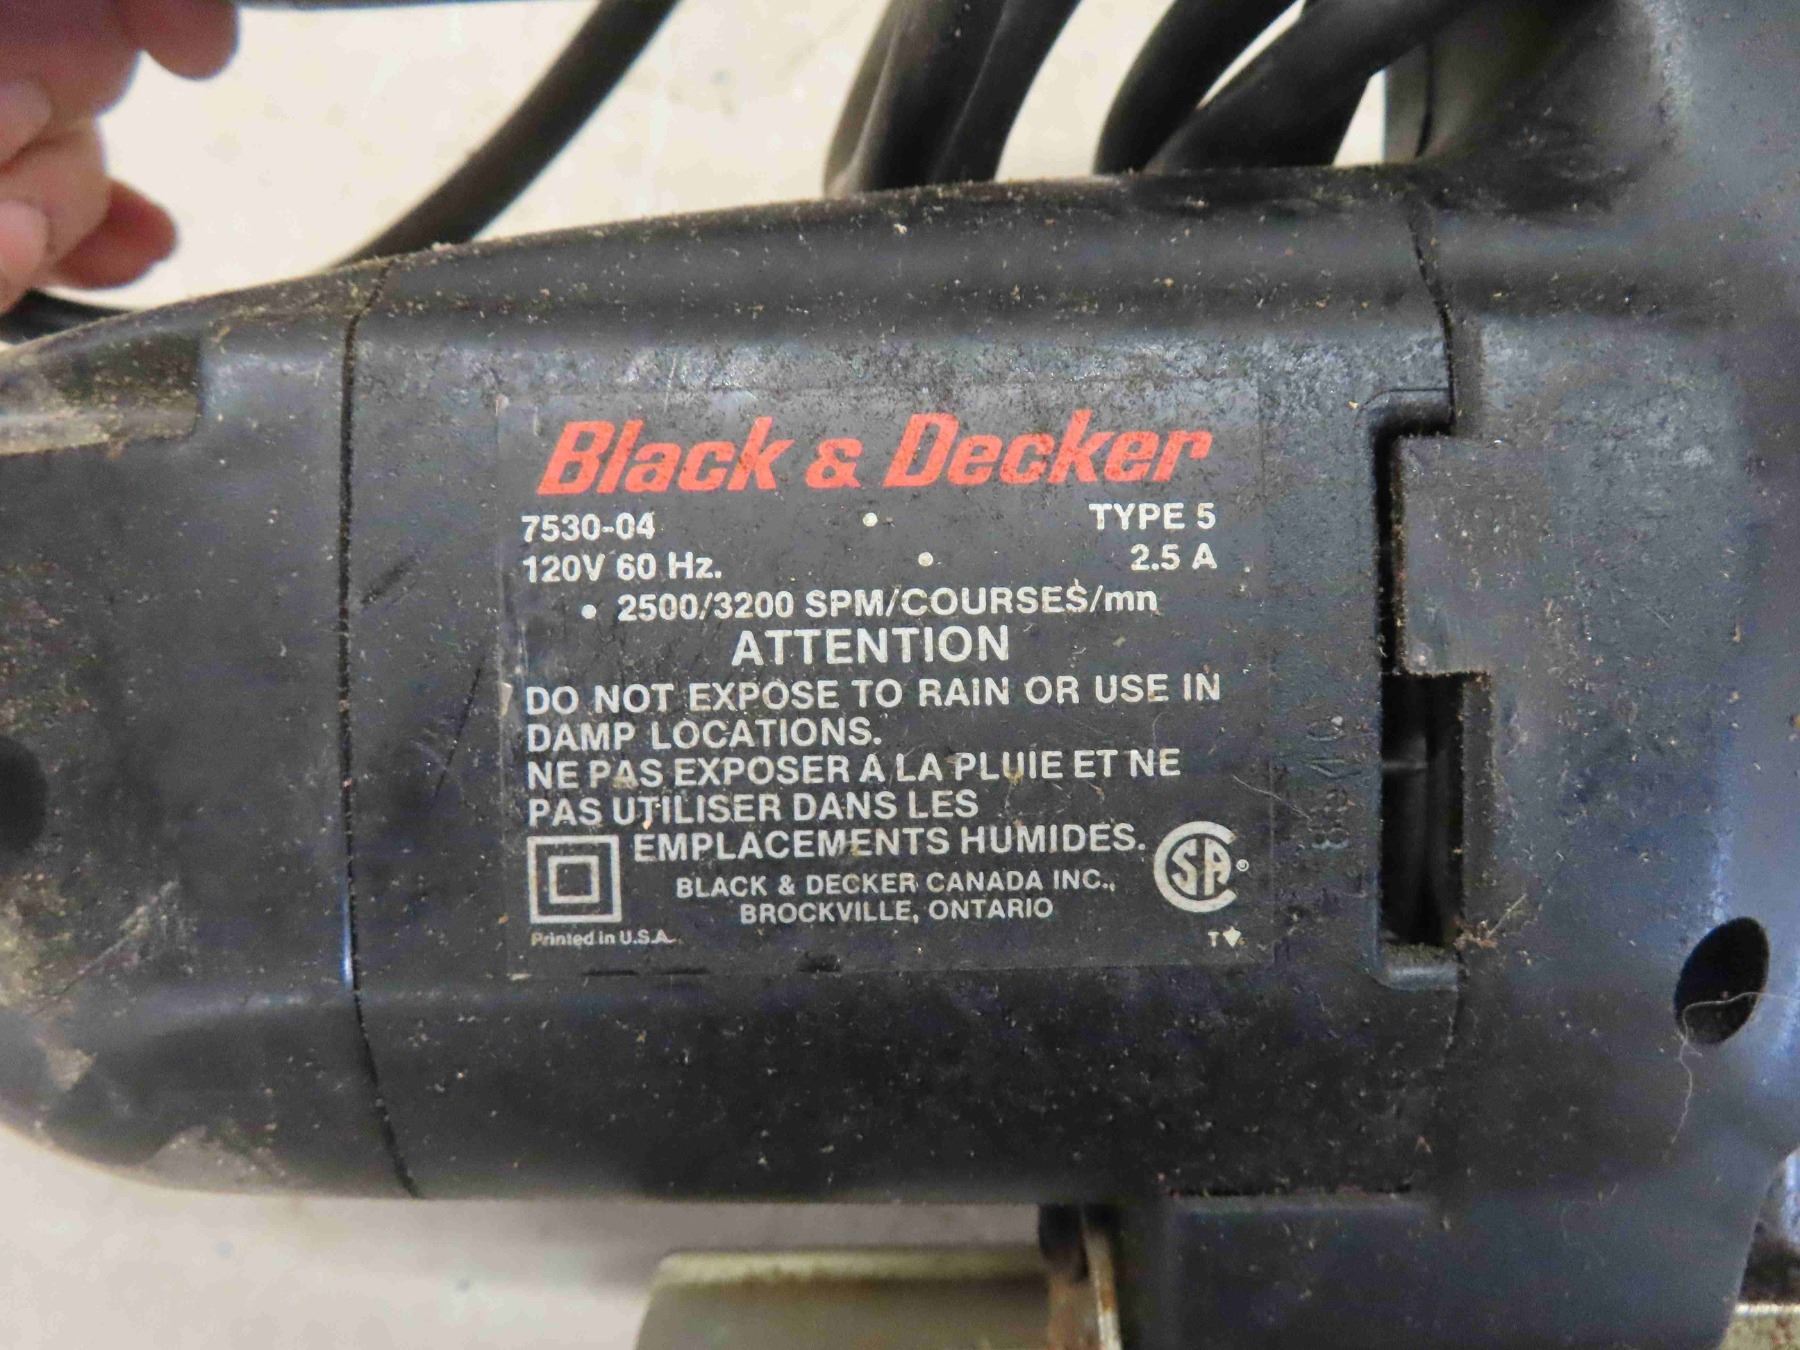 Black & Decker
7530-04 • TYPE 5
120V 60 Hz. • 2.5 A
• 2500/3200 SPM/COURSES/mn
ATTENTION
DO NOT EXPOSE TO RAIN OR USE IN
DAMP LOCATIONS.
NE PAS EXPOSER A LA PLUIE ET NE
PAS UTILISER DANS LES
EMPLACEMENTS HUMIDES.
BLACK & DECKER CANADA INC.,
BROCKVILLE, ONTARIO
Printed in U.S.A.
SA®
T